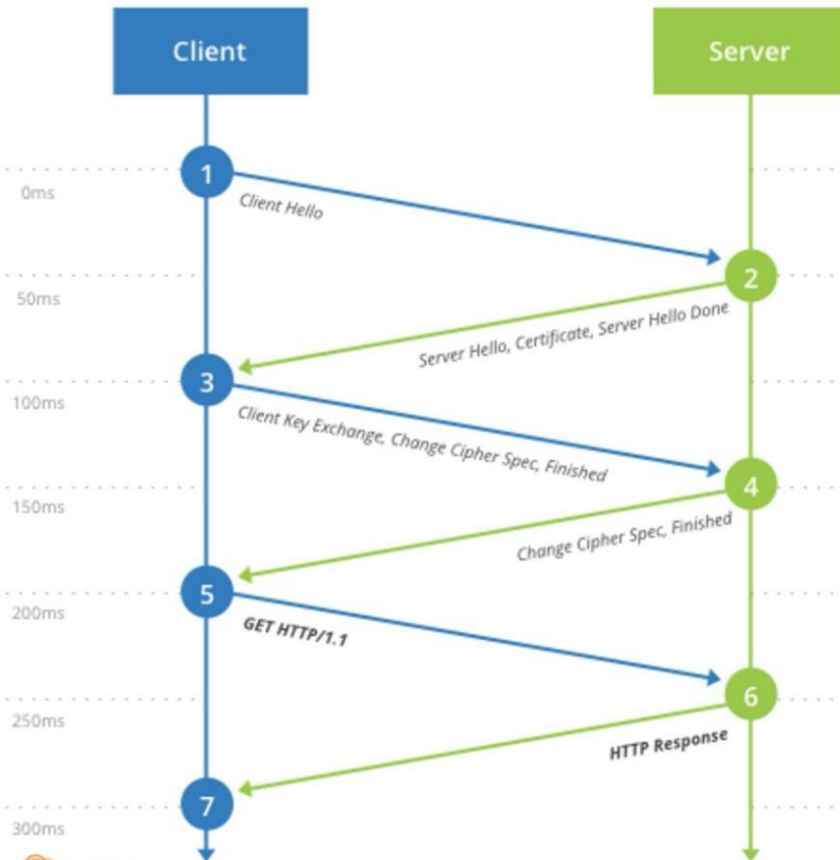 Client
Server
1
0ms
Client Hello
2
50ms
Server Hello, Certificate, Server Hello Done
3
100ms
Client Key Exchange, Change Cipher Spec, Finished
4
150ms
Change Cipher Spec, Finished
5
200ms
GET HTTP/1.1
6
250ms
HTTP Response
7
300ms